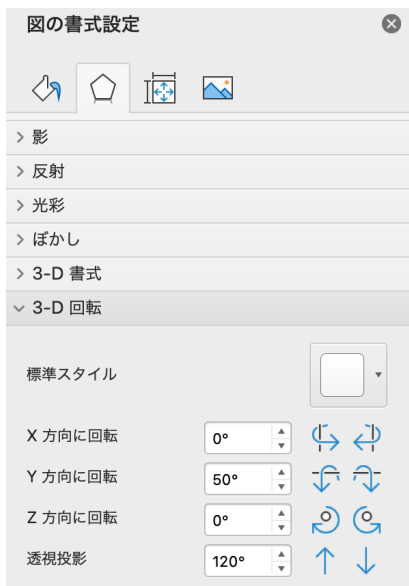 図の書式設定
影
反射
光彩
ぼかし
3-D 書式
3-D 回転
標準スタイル
X 方向に回転 0°
Y 方向に回転 50°
Z 方向に回転 0°
透視投影 120°